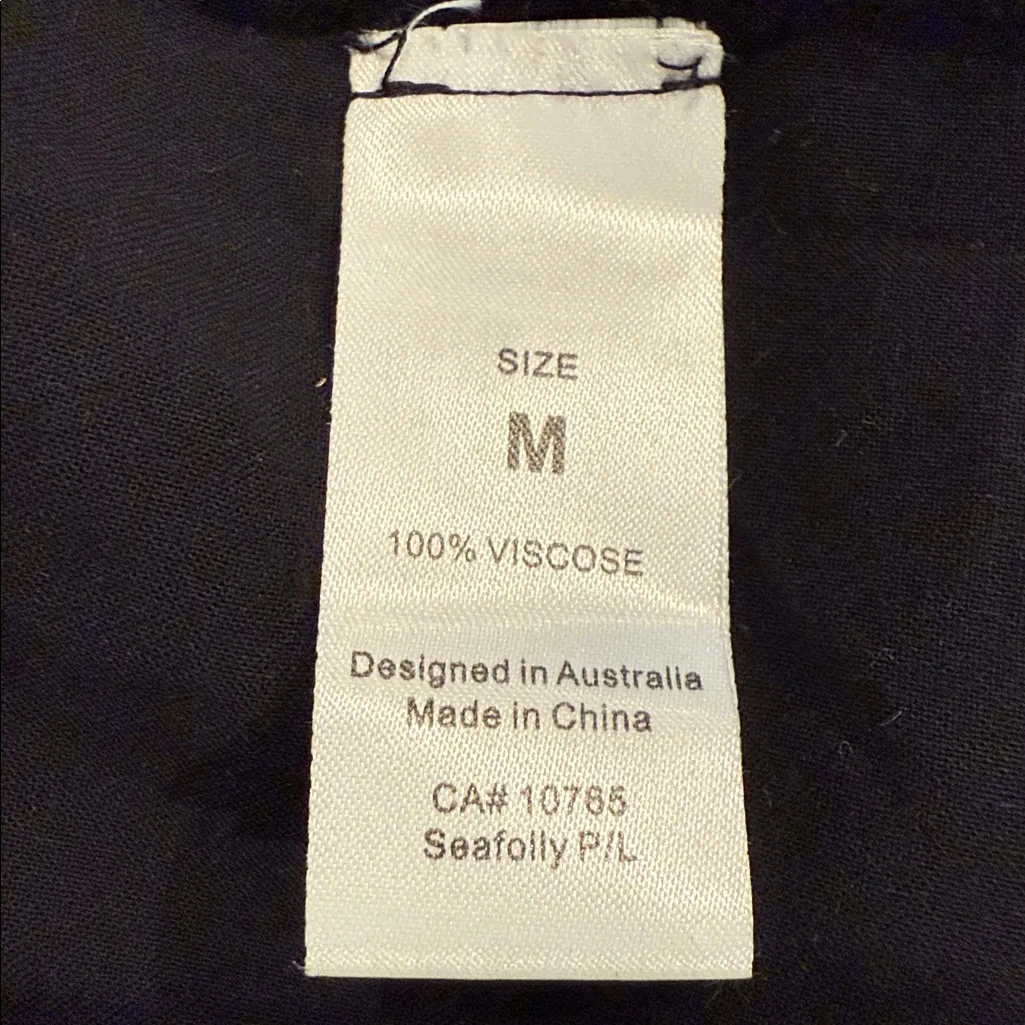 SIZE
M
100% VISCOSE
Designed in Australia
Made in China
CA# 10765
Seafolly P/L